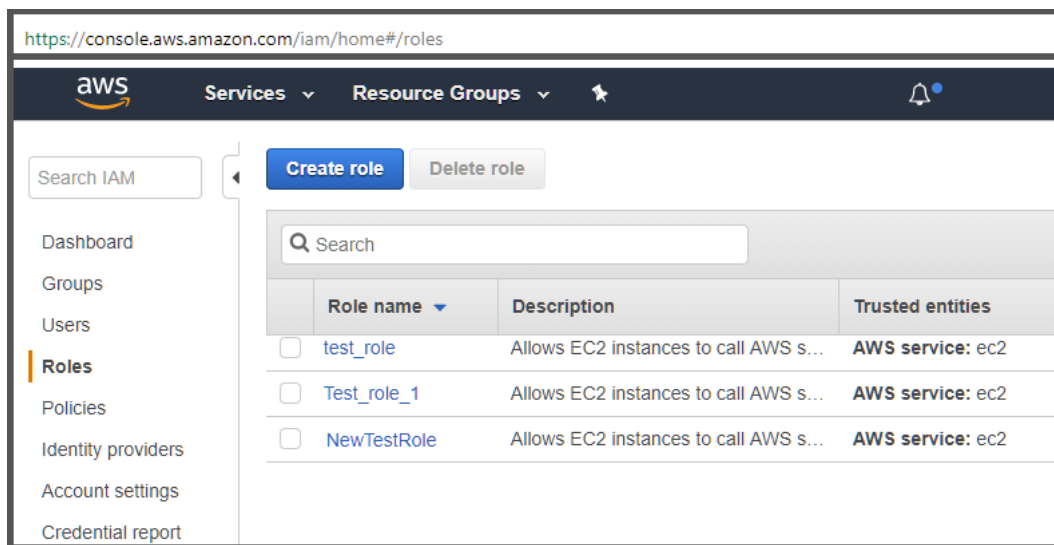 https://console.aws.amazon.com/iam/home#/roles
aws Services Resource Groups
Search IAM
Create role Delete role
Dashboard
Groups
Users
Roles
Policies
Identity providers
Account settings
Credential report
Search
Role name Description Trusted entities
test_role Allows EC2 instances to call AWS s... AWS service: ec2
Test_role_1 Allows EC2 instances to call AWS s... AWS service: ec2
NewTestRole Allows EC2 instances to call AWS s... AWS service: ec2